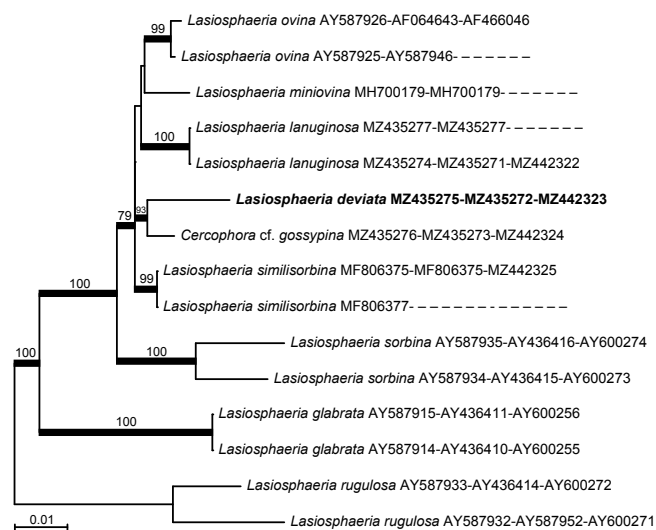 Lasiosphaeria ovina AY587926-AF064643-AF466046
99
Lasiosphaeria ovina AY587925-AY587946- - - - - - - -
Lasiosphaeria miniovina MH700179-MH700179- - - - - - - -
Lasiosphaeria lanuginosa MZ435277-MZ435277- - - - - - - -
100
Lasiosphaeria lanuginosa MZ435274-MZ435271-MZ442322
Lasiosphaeria deviata MZ435275-MZ435272-MZ442323
93
79
Cercophora cf. gossypina MZ435276-MZ435273-MZ442324
Lasiosphaeria similisorbina MF806375-MF806375-MZ442325
99
Lasiosphaeria similisorbina MF806377- - - - - - - - - - - - - - - -
100
Lasiosphaeria sorbina AY587935-AY436416-AY600274
100
100
Lasiosphaeria sorbina AY587934-AY436415-AY600273
Lasiosphaeria glabrata AY587915-AY436411-AY600256
100
Lasiosphaeria glabrata AY587914-AY436410-AY600255
Lasiosphaeria rugulosa AY587933-AY436414-AY600272
0.01
Lasiosphaeria rugulosa AY587932-AY587952-AY600271